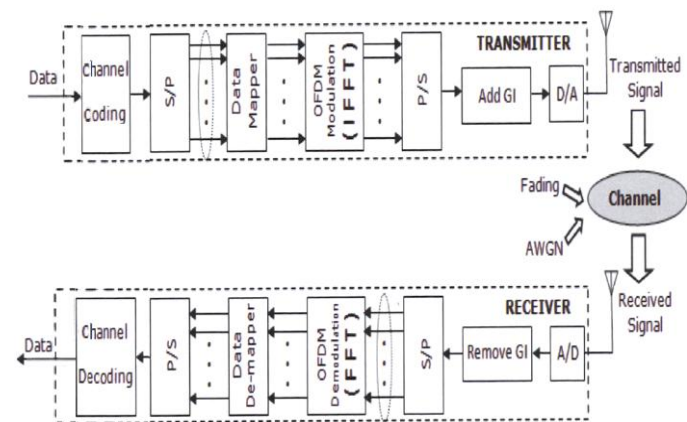 TRANSMITTER
Data
Channel
Coding
S/P
Data
Mapper
OFDM
Modulation
(IFFT)
P/S
Add GI
D/A
Transmitted
Signal
Fading
Channel
AWGN
RECEIVER
Received
Signal
Data
Channel
Decoding
P/S
Data
De-mapper
OFDM
Demodulation
(FFT)
S/P
Remove GI
A/D